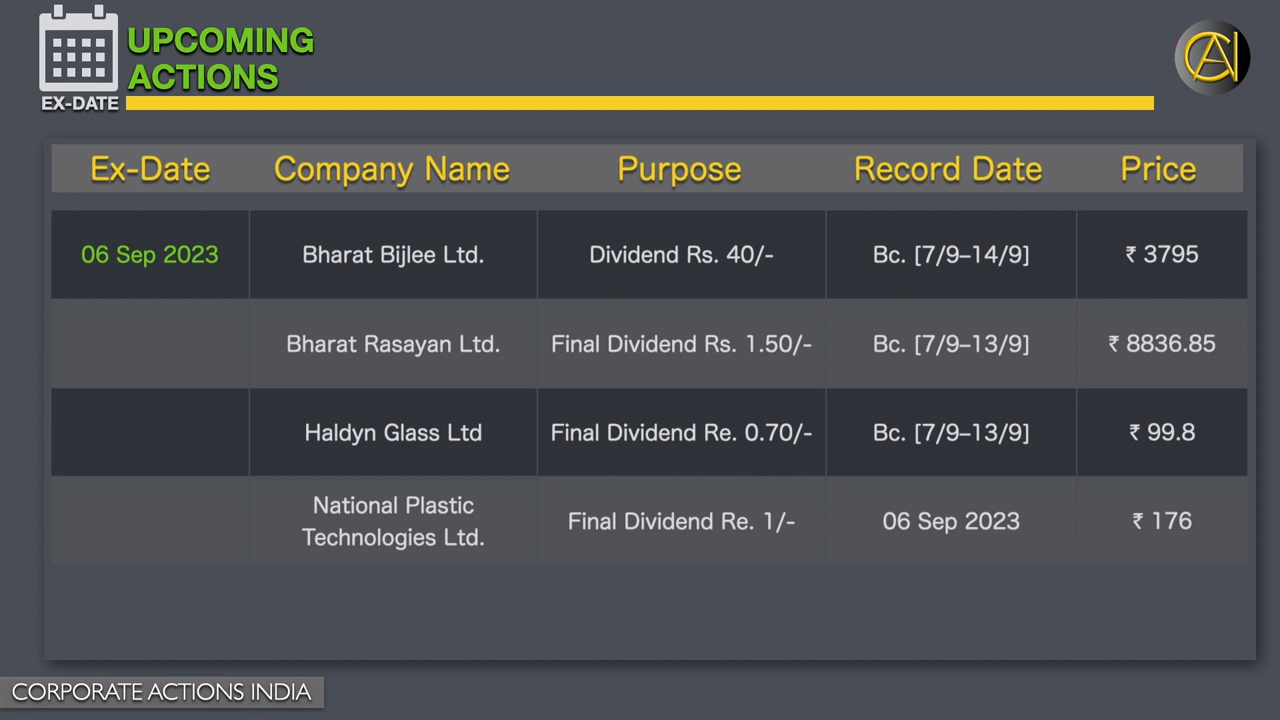 UPCOMING
ACTIONS
EX-DATE
CAI
Ex-Date Company Name Purpose Record Date Price
06 Sep 2023 Bharat Bijlee Ltd. Dividend Rs. 40/- Bc. [7/9–14/9] ₹ 3795
Bharat Rasayan Ltd. Final Dividend Rs. 1.50/- Bc. [7/9–13/9] ₹ 8836.85
Haldyn Glass Ltd Final Dividend Re. 0.70/- Bc. [7/9–13/9] ₹ 99.8
National Plastic
Technologies Ltd. Final Dividend Re. 1/- 06 Sep 2023 ₹ 176
CORPORATE ACTIONS INDIA